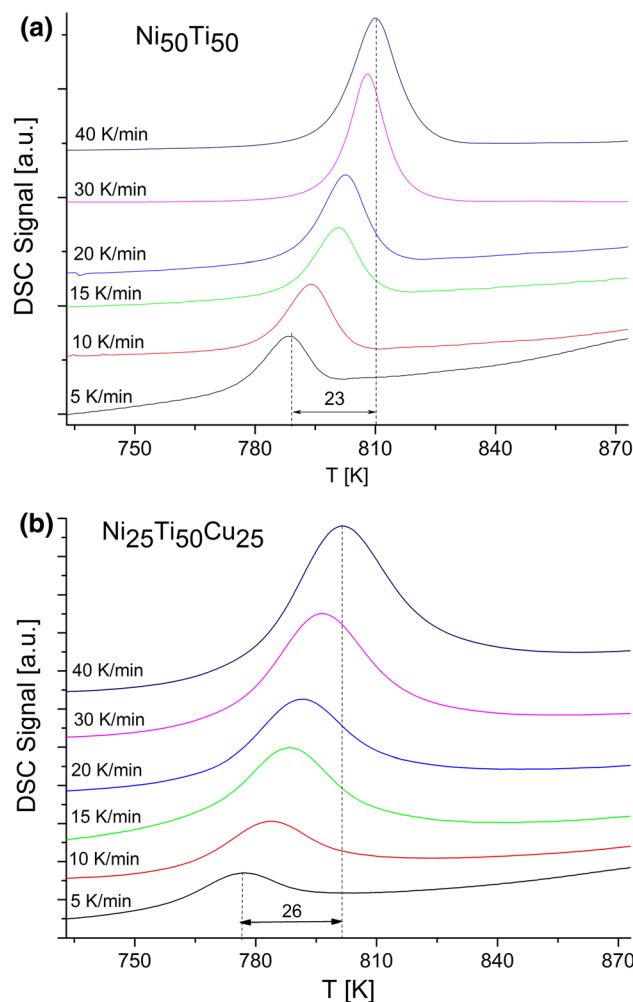 (a)
Ni50Ti50
DSC Signal [a.u.]
40 K/min
30 K/min
20 K/min
15 K/min
10 K/min
5 K/min
23
750 780 810 840 870
T [K]
(b)
Ni25Ti50Cu25
DSC Signal [a.u.]
40 K/min
30 K/min
20 K/min
15 K/min
10 K/min
5 K/min
26
750 780 810 840 870
T [K]